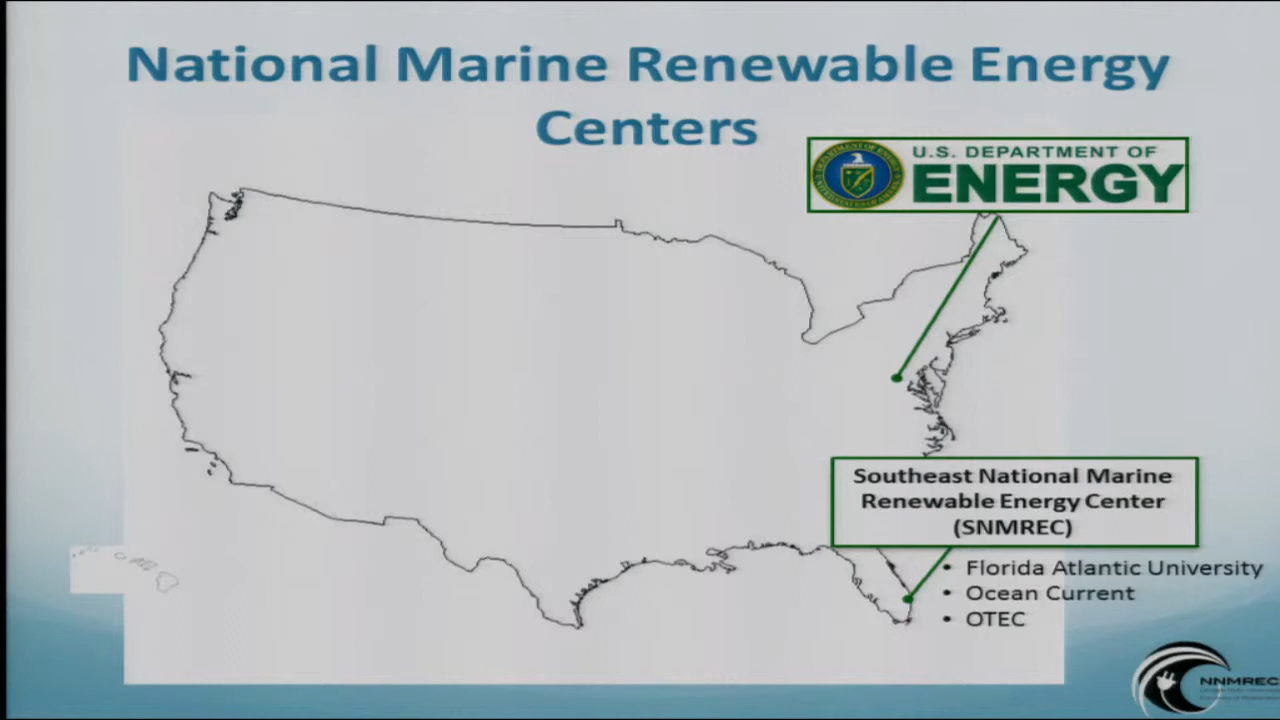 National Marine Renewable Energy
Centers
U.S. DEPARTMENT OF
ENERGY
Southeast National Marine
Renewable Energy Center
(SNMREC)
• Florida Atlantic University
• Ocean Current
• OTEC
NNMREC